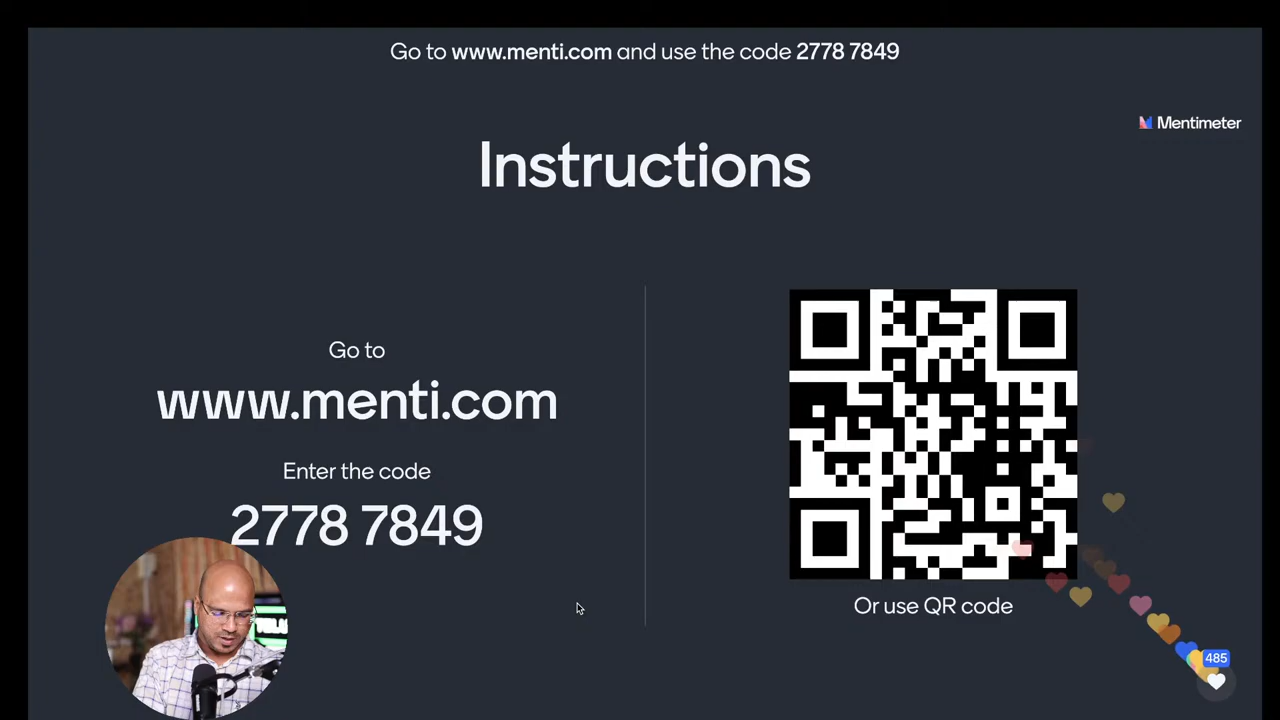 Go to www.menti.com and use the code 2778 7849
Mentimeter
Instructions
Go to
www.menti.com
Enter the code
2778 7849
Or use QR code
485